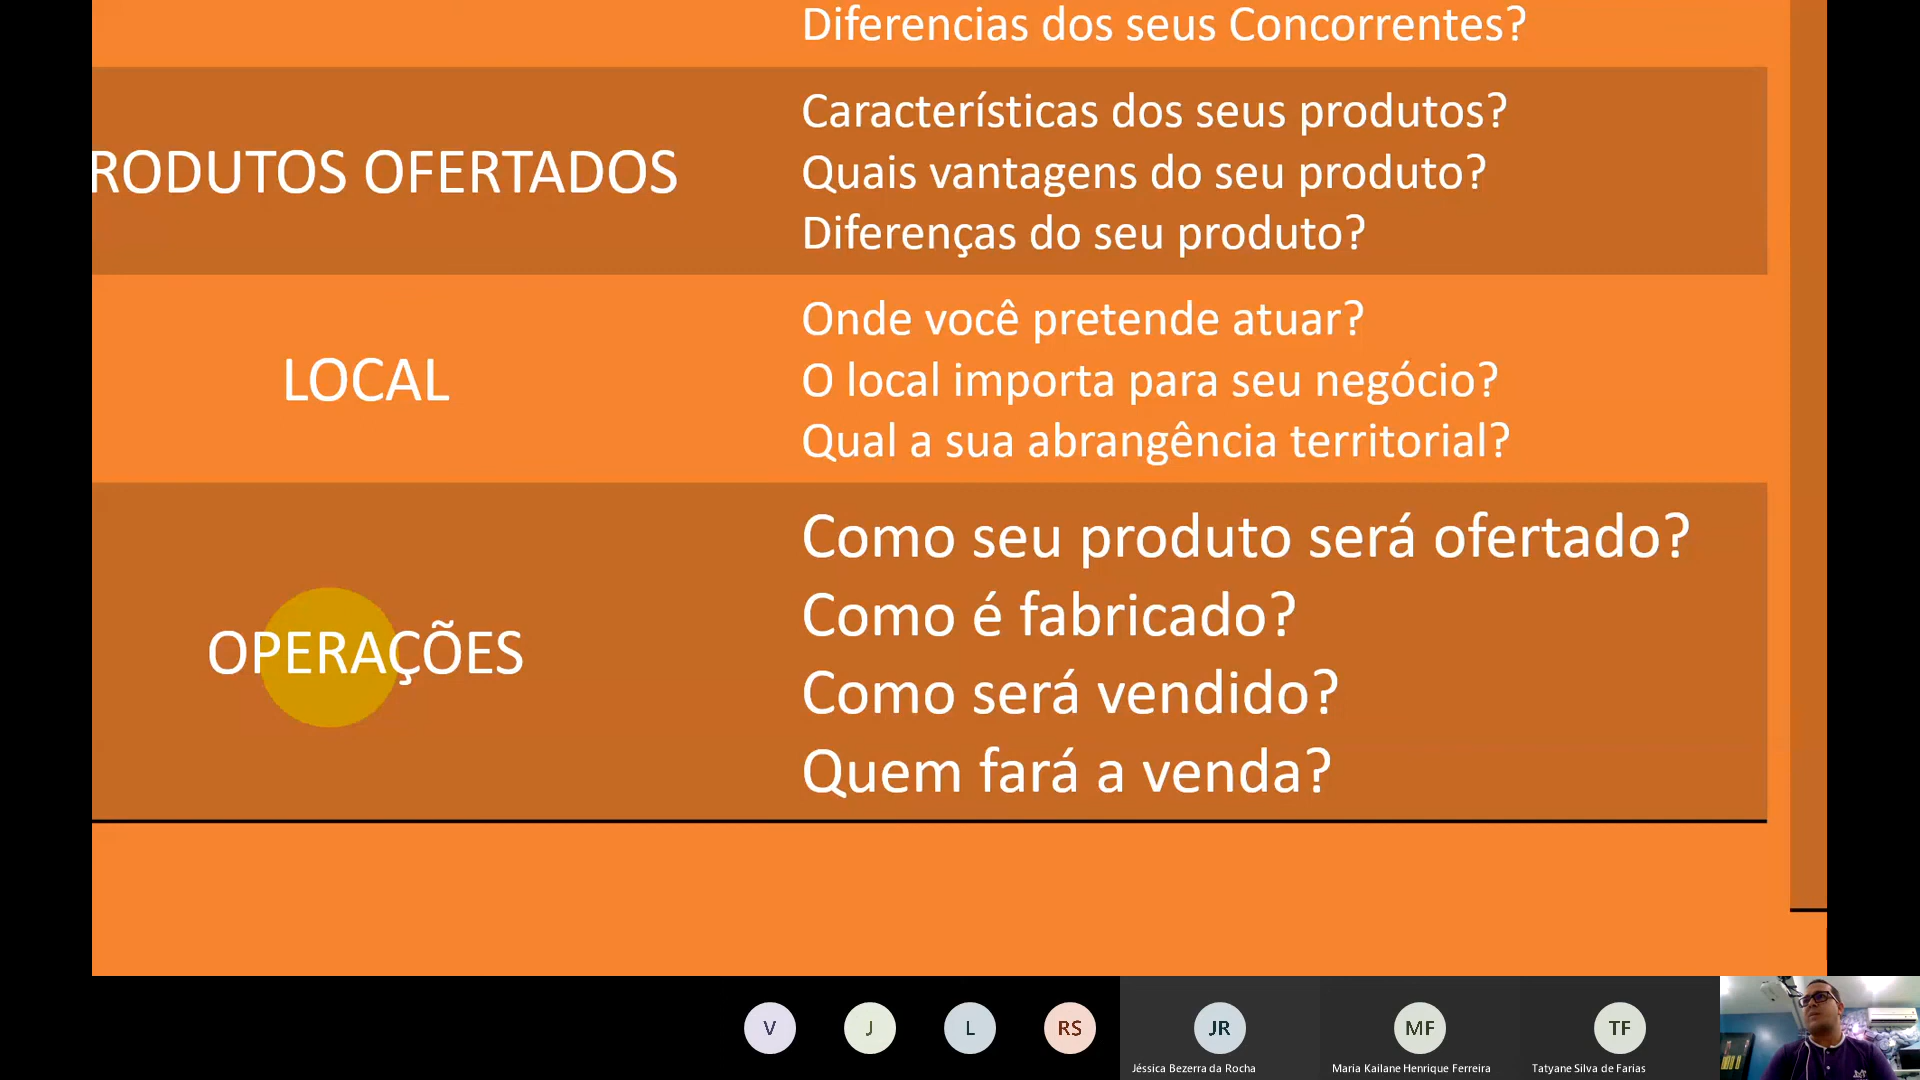 Diferencias dos seus Concorrentes?
RODUTOS OFERTADOS
Características dos seus produtos?
Quais vantagens do seu produto?
Diferenças do seu produto?
LOCAL
Onde você pretende atuar?
O local importa para seu negócio?
Qual a sua abrangência territorial?
OPERAÇÕES
Como seu produto será ofertado?
Como é fabricado?
Como será vendido?
Quem fará a venda?
V
J
L
RS
JR
MF
TF
Jéssica Bezerra da Rocha
Maria Kailane Henrique Ferreira
Tatyane Silva de Farias